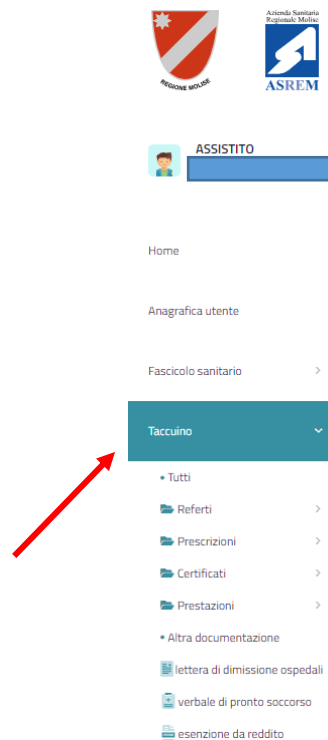 Azienda Sanitaria
Regionale Molise
REGIONE MOLISE
ASREM
ASSISTITO
Home
Anagrafica utente
Fascicolo sanitario
Taccuino
• Tutti
Referti
Prescrizioni
Certificati
Prestazioni
• Altra documentazione
lettera di dimissione ospedali
verbale di pronto soccorso
esenzione da reddito